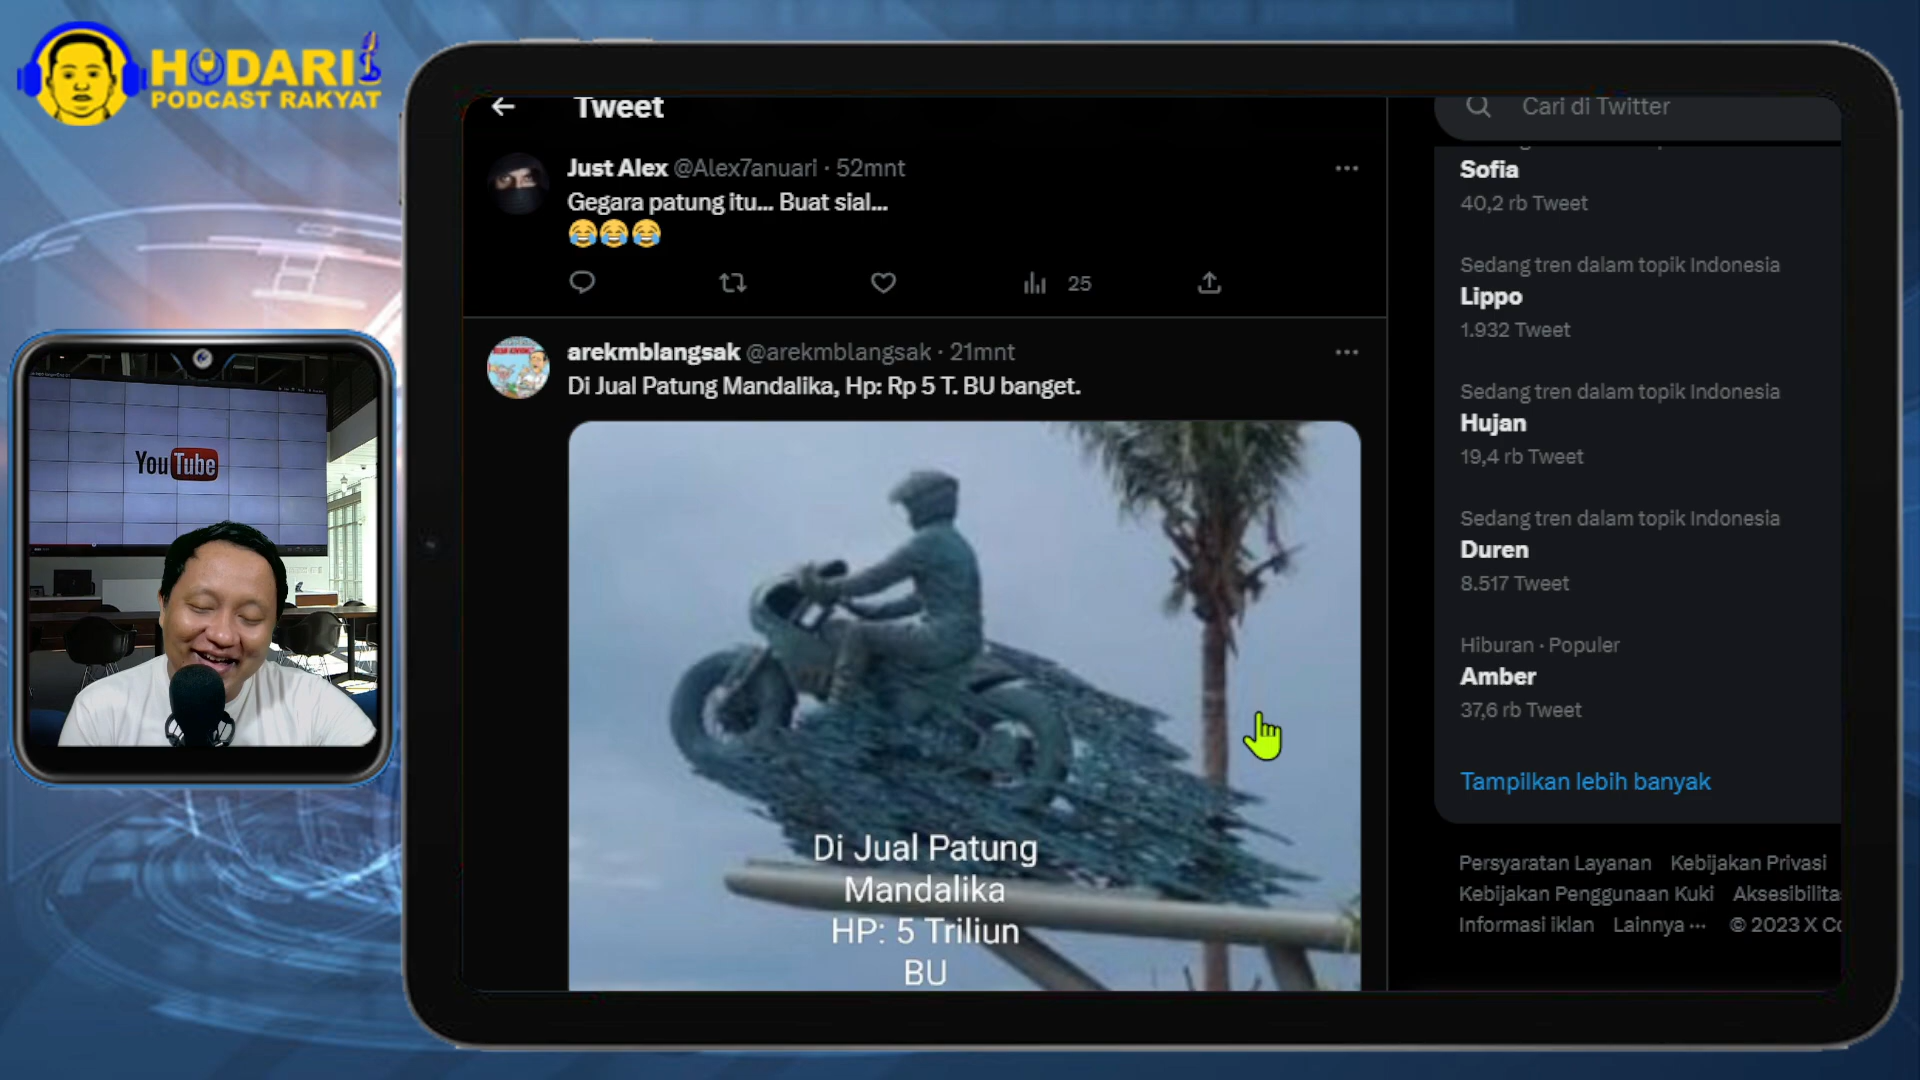 HODARI
PODCAST RAKYAT
YouTube
Tweet
Just Alex @Alex7anuari · 52mnt
Gegara patung itu... Buat sial...
😂😂😂
25
arekmblangsak @arekmblangsak · 21mnt
Di Jual Patung Mandalika, Hp: Rp 5 T. BU banget.
Di Jual Patung
Mandalika
HP: 5 Triliun
BU
Cari di Twitter
Sofia
40,2 rb Tweet
Sedang tren dalam topik Indonesia
Lippo
1.932 Tweet
Sedang tren dalam topik Indonesia
Hujan
19,4 rb Tweet
Sedang tren dalam topik Indonesia
Duren
8.517 Tweet
Hiburan · Populer
Amber
37,6 rb Tweet
Tampilkan lebih banyak
Persyaratan Layanan Kebijakan Privasi
Kebijakan Penggunaan Kuki Aksesibilita
Informasi iklan Lainnya ··· © 2023 X Co